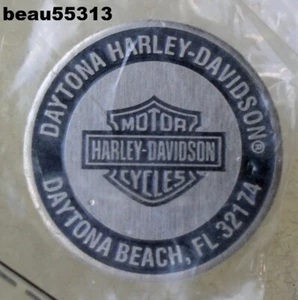 beau55313
DAYTONA HARLEY-DAVIDSON®
MOTOR
HARLEY-DAVIDSON
CYCLES
DAYTONA BEACH, FL 32174